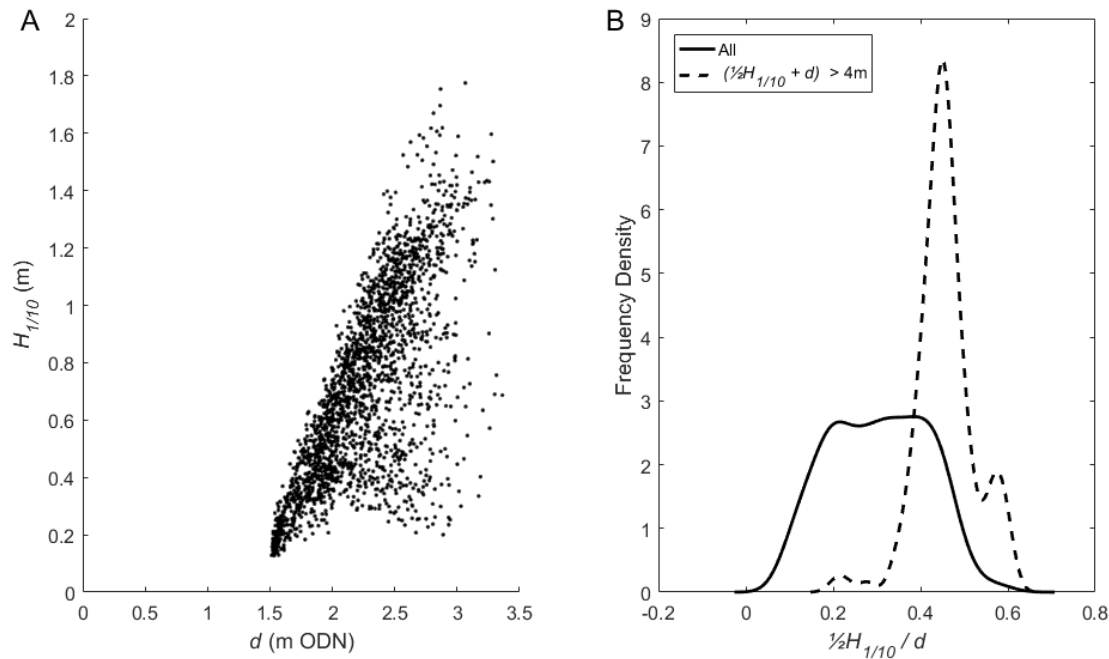 A
2
1.8
1.6
1.4
1.2
1
0.8
0.6
0.4
0.2
0
H1/10 (m)
0 0.5 1 1.5 2 2.5 3 3.5
d (m ODN)
B
9
8
7
6
5
4
3
2
1
0
Frequency Density
All
(½H1/10 + d) > 4m
-0.2 0 0.2 0.4 0.6 0.8
½H1/10 / d